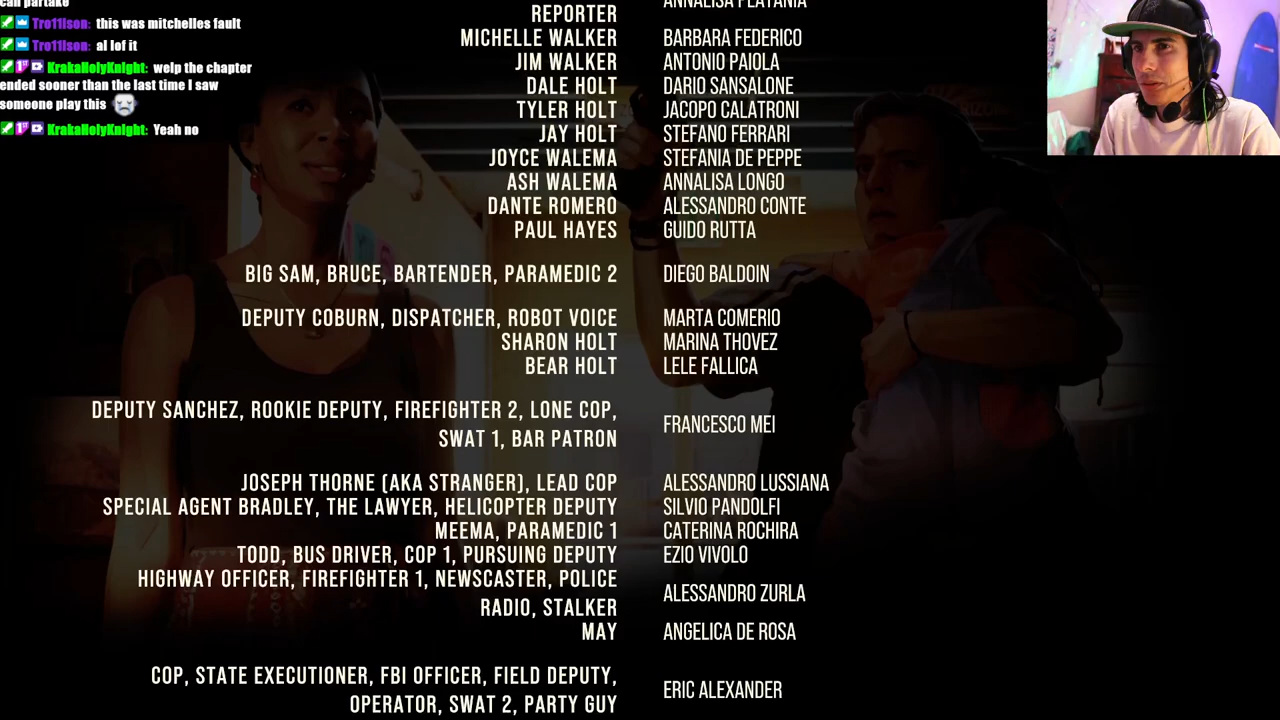 can partake
Tro11lson: this was mitchelles fault
Tro11lson: al lof it
KrakaHolyKnight: welp the chapter
ended sooner than the last time I saw
someone play this
KrakaHolyKnight: Yeah no
ANNALISA PLATANIA
REPORTER
MICHELLE WALKER BARBARA FEDERICO
JIM WALKER ANTONIO PAIOLA
DALE HOLT DARIO SANSALONE
TYLER HOLT JACOPO CALATRONI
JAY HOLT STEFANO FERRARI
JOYCE WALEMA STEFANIA DE PEPPE
ASH WALEMA ANNALISA LONGO
DANTE ROMERO ALESSANDRO CONTE
PAUL HAYES GUIDO RUTTA
BIG SAM, BRUCE, BARTENDER, PARAMEDIC 2 DIEGO BALDOIN
DEPUTY COBURN, DISPATCHER, ROBOT VOICE MARTA COMERIO
SHARON HOLT MARINA THOVEZ
BEAR HOLT LELE FALLICA
DEPUTY SANCHEZ, ROOKIE DEPUTY, FIREFIGHTER 2, LONE COP,
SWAT 1, BAR PATRON
FRANCESCO MEI
JOSEPH THORNE (AKA STRANGER), LEAD COP ALESSANDRO LUSSIANA
SPECIAL AGENT BRADLEY, THE LAWYER, HELICOPTER DEPUTY SILVIO PANDOLFI
MEEMA, PARAMEDIC 1 CATERINA ROCHIRA
TODD, BUS DRIVER, COP 1, PURSUING DEPUTY EZIO VIVOLO
HIGHWAY OFFICER, FIREFIGHTER 1, NEWSCASTER, POLICE
RADIO, STALKER
ALESSANDRO ZURLA
MAY ANGELICA DE ROSA
COP, STATE EXECUTIONER, FBI OFFICER, FIELD DEPUTY,
OPERATOR, SWAT 2, PARTY GUY
ERIC ALEXANDER